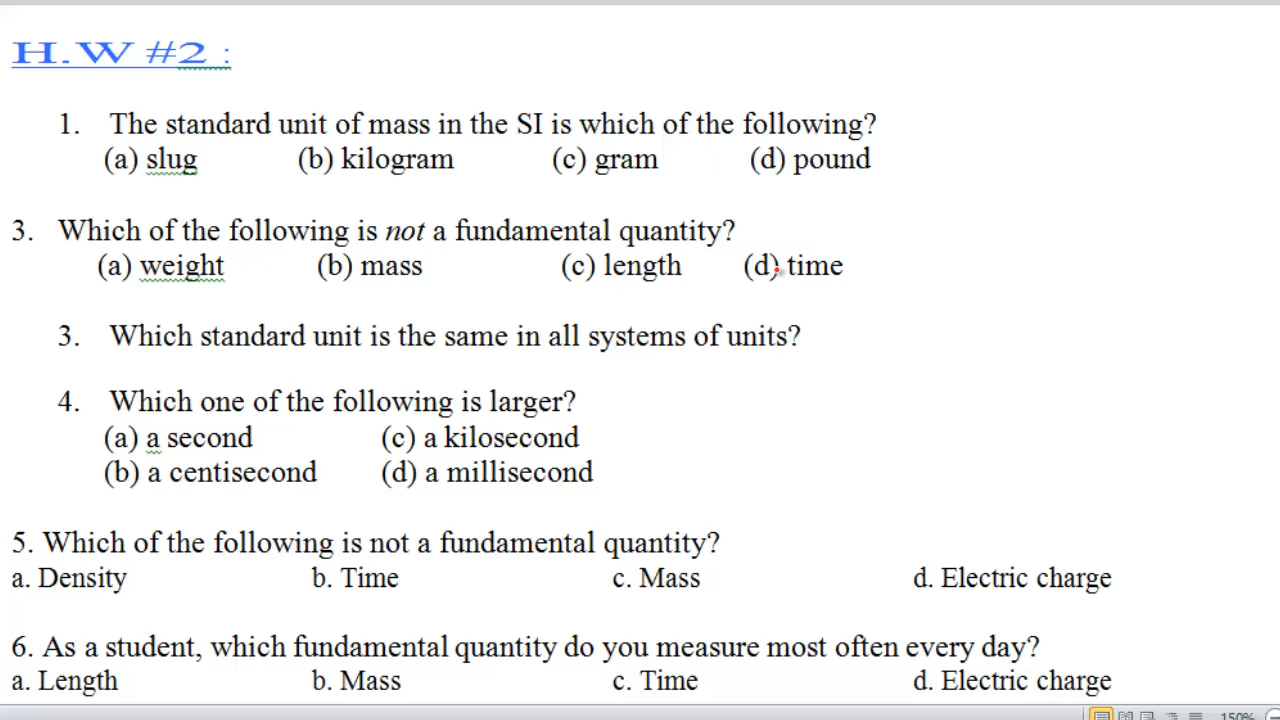 H.W #2 :
1. The standard unit of mass in the SI is which of the following?
(a) slug (b) kilogram (c) gram (d) pound
3. Which of the following is not a fundamental quantity?
(a) weight (b) mass (c) length (d) time
3. Which standard unit is the same in all systems of units?
4. Which one of the following is larger?
(a) a second (c) a kilosecond
(b) a centisecond (d) a millisecond
5. Which of the following is not a fundamental quantity?
a. Density b. Time c. Mass d. Electric charge
6. As a student, which fundamental quantity do you measure most often every day?
a. Length b. Mass c. Time d. Electric charge
150%